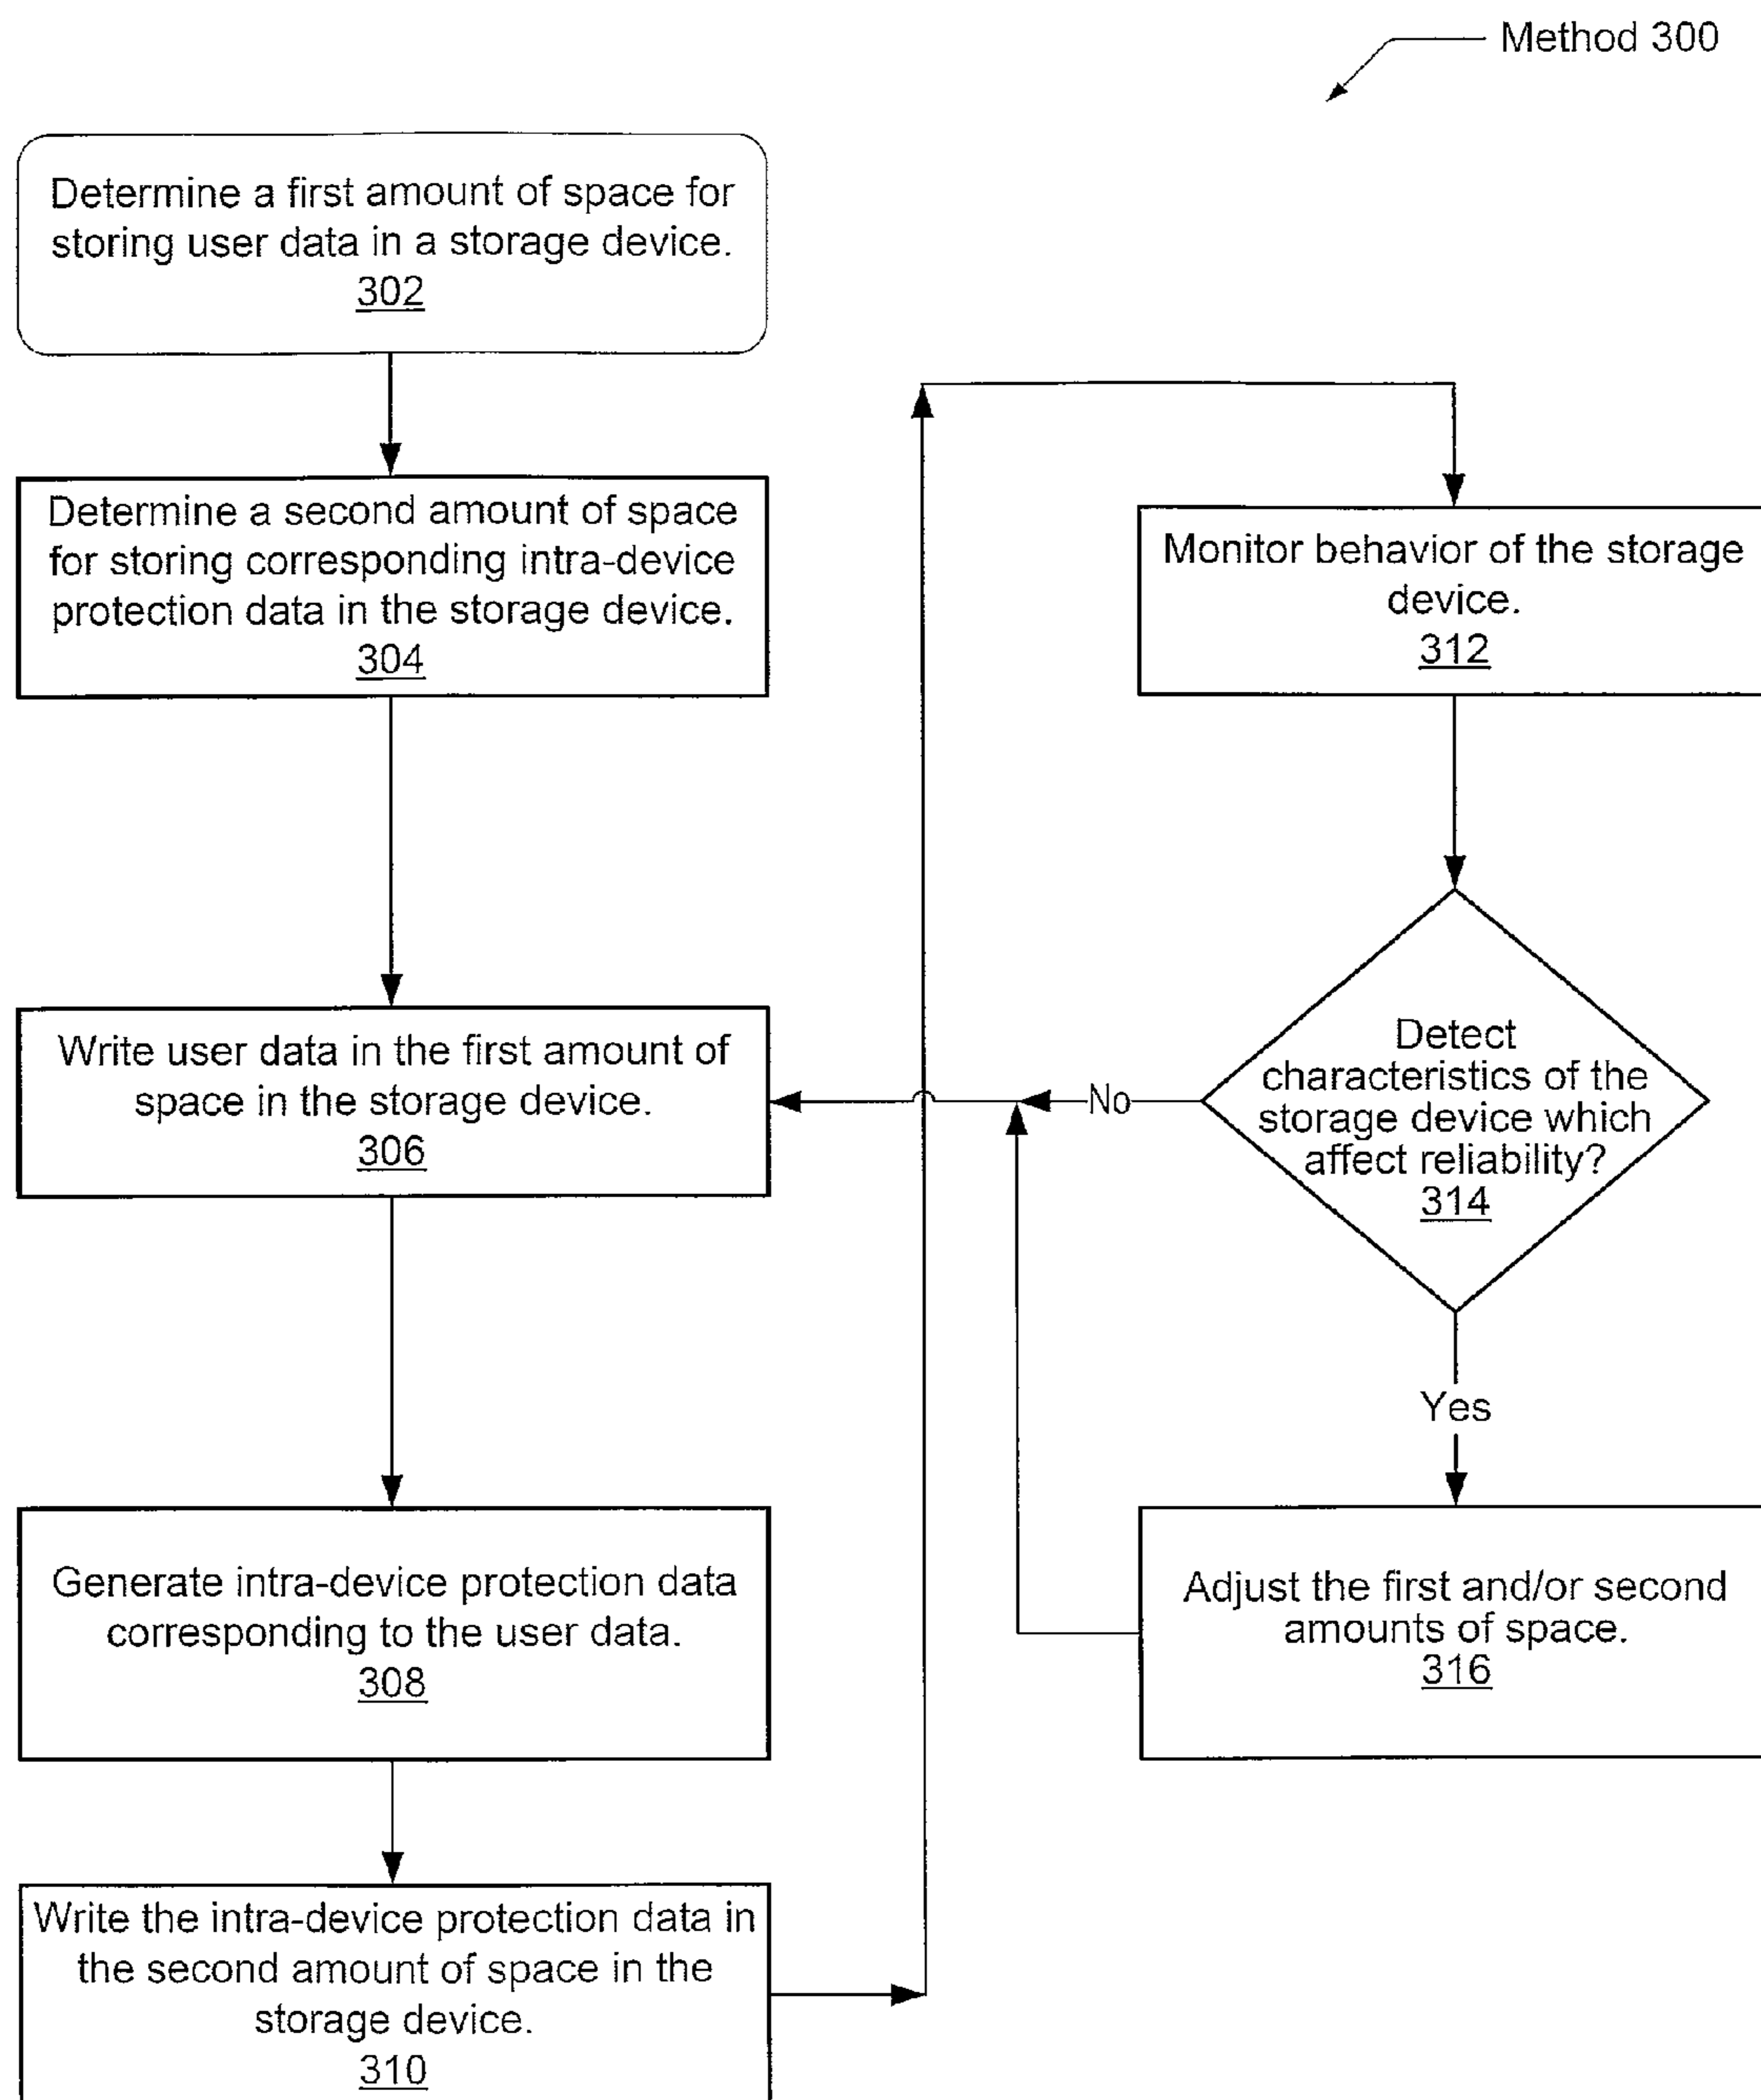 Method 300
Determine a first amount of space for
storing user data in a storage device.
302
Determine a second amount of space
for storing corresponding intra-device
protection data in the storage device.
304
Write user data in the first amount of
space in the storage device.
306
Generate intra-device protection data
corresponding to the user data.
308
Write the intra-device protection data in
the second amount of space in the
storage device.
310
Monitor behavior of the storage
device.
312
Detect
characteristics of the
storage device which
affect reliability?
314
No
Yes
Adjust the first and/or second
amounts of space.
316